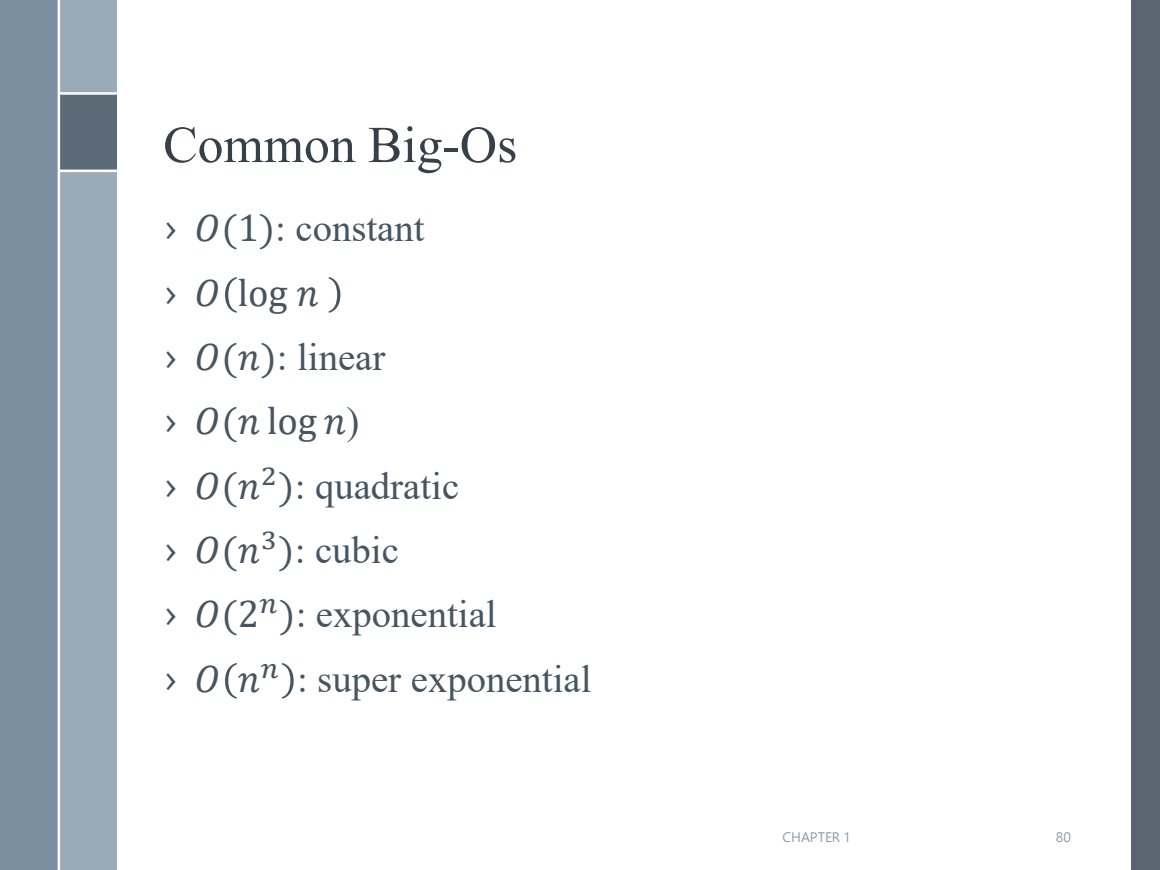 Common Big-Os
› O(1): constant
› O(log n )
› O(n): linear
› O(n log n)
› O(n²): quadratic
› O(n³): cubic
› O(2ⁿ): exponential
› O(nⁿ): super exponential
CHAPTER 1 80